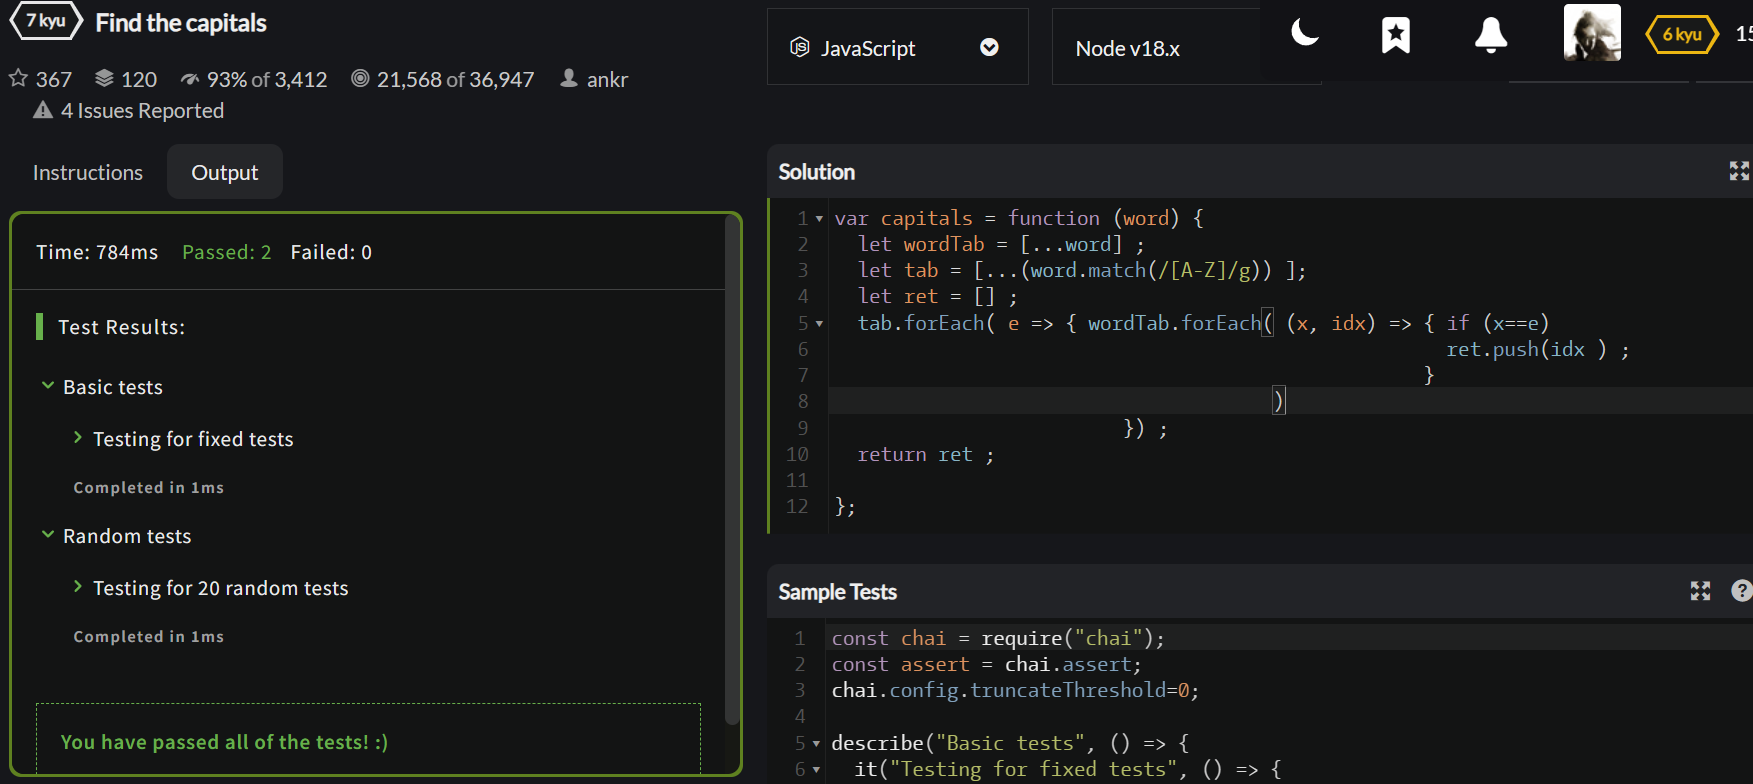 7 kyu Find the capitals
367 120 93% of 3,412 21,568 of 36,947 ankr
4 Issues Reported
Instructions Output
Time: 784ms Passed: 2 Failed: 0
Test Results:
Basic tests
Testing for fixed tests
Completed in 1ms
Random tests
Testing for 20 random tests
Completed in 1ms
You have passed all of the tests! :)
JavaScript
Node v18.x
6 kyu 15
Solution
1 var capitals = function (word) {
2 let wordTab = [...word] ;
3 let tab = [...(word.match(/[A-Z]/g)) ];
4 let ret = [] ;
5 tab.forEach( e => { wordTab.forEach( (x, idx) => { if (x==e)
6 ret.push(idx ) ;
7 }
8 )
9 }) ;
10 return ret ;
11
12 };
Sample Tests ?
1 const chai = require("chai");
2 const assert = chai.assert;
3 chai.config.truncateThreshold=0;
4
5 describe("Basic tests", () => {
6 it("Testing for fixed tests", () => {